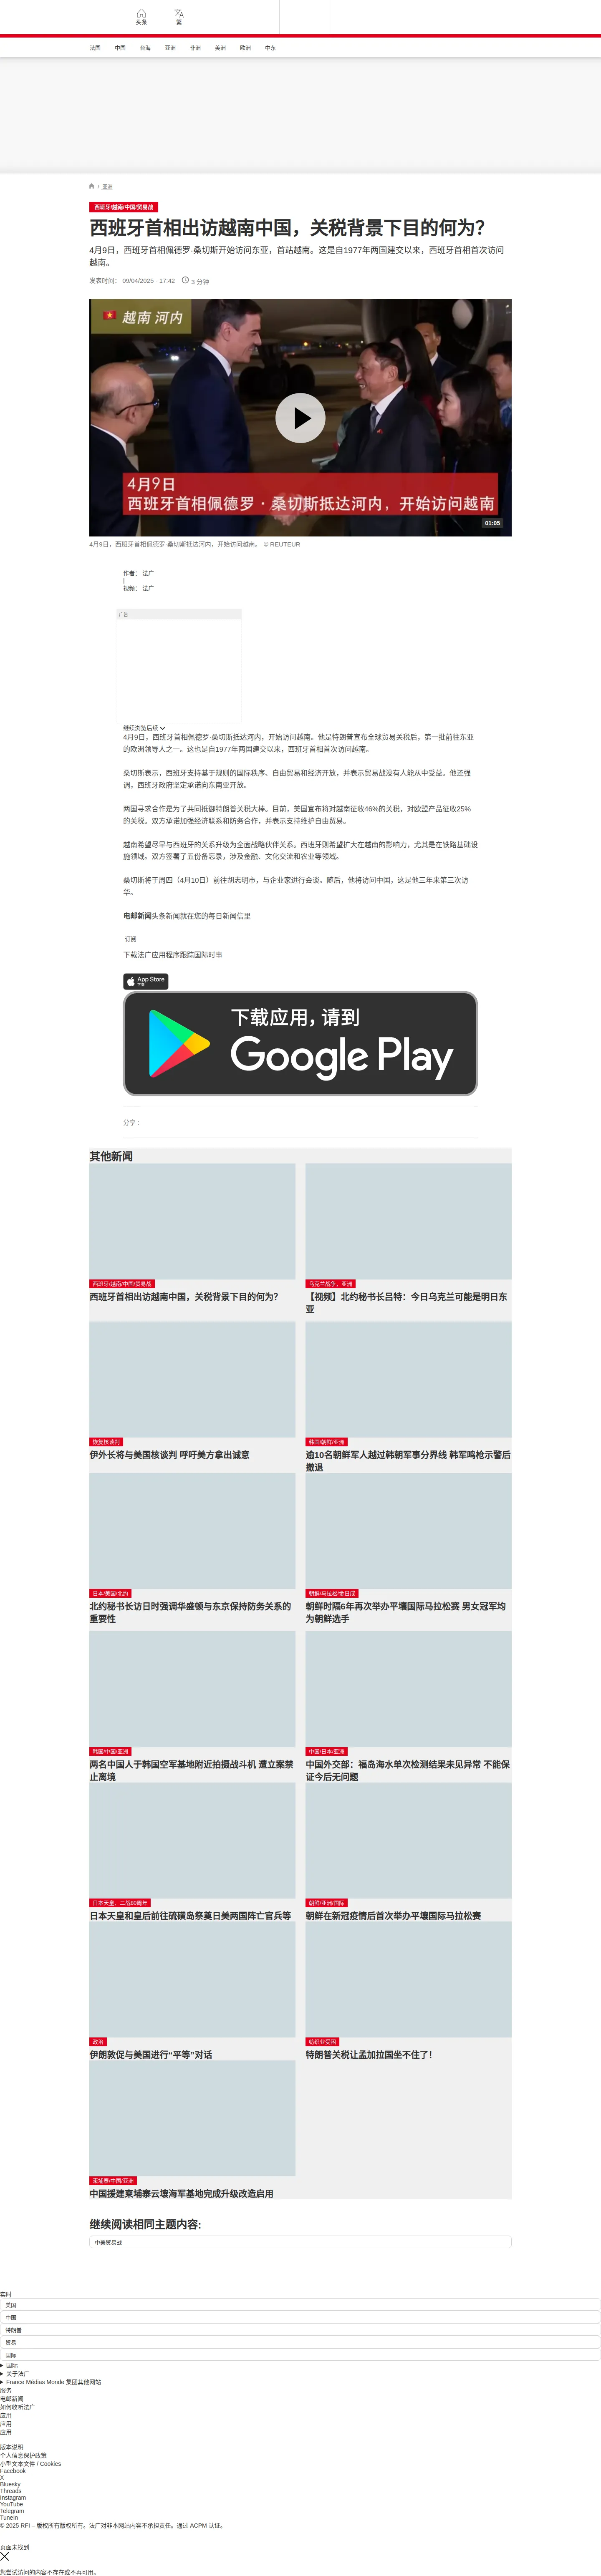 头条
繁
法国 中国 台海 亚洲 非洲 美洲 欧洲 中东
/ 亚洲
西班牙/越南/中国/贸易战
西班牙首相出访越南中国，关税背景下目的何为？
4月9日，西班牙首相佩德罗·桑切斯开始访问东亚，首站越南。这是自1977年两国建交以来，西班牙首相首次访问
越南。
发表时间： 09/04/2025 - 17:42 3 分钟
越南 河内
4月9日
西班牙首相佩德罗·桑切斯抵达河内，开始访问越南
01:05
4月9日，西班牙首相佩德罗·桑切斯抵达河内，开始访问越南。 © REUTEUR
作者： 法广
|
视频： 法广
广告
继续浏览后续
4月9日，西班牙首相佩德罗·桑切斯抵达河内，开始访问越南。他是特朗普宣布全球贸易关税后，第一批前往东亚
的欧洲领导人之一。这也是自1977年两国建交以来，西班牙首相首次访问越南。
桑切斯表示，西班牙支持基于规则的国际秩序、自由贸易和经济开放，并表示贸易战没有人能从中受益。他还强
调，西班牙政府坚定承诺向东南亚开放。
两国寻求合作是为了共同抵御特朗普关税大棒。目前，美国宣布将对越南征收46%的关税，对欧盟产品征收25%
的关税。双方承诺加强经济联系和防务合作，并表示支持维护自由贸易。
越南希望尽早与西班牙的关系升级为全面战略伙伴关系。西班牙则希望扩大在越南的影响力，尤其是在铁路基础设
施领域。双方签署了五份备忘录，涉及金融、文化交流和农业等领域。
桑切斯将于周四（4月10日）前往胡志明市，与企业家进行会谈。随后，他将访问中国，这是他三年来第三次访
华。
电邮新闻头条新闻就在您的每日新闻信里
订阅
下载法广应用程序跟踪国际时事
App Store
下载
下载应用，请到
Google Play
分享 :
其他新闻
西班牙/越南/中国/贸易战
西班牙首相出访越南中国，关税背景下目的何为？
乌克兰战争、亚洲
【视频】北约秘书长吕特：今日乌克兰可能是明日东
亚
恢复核谈判
伊外长将与美国核谈判 呼吁美方拿出诚意
韩国/朝鲜/亚洲
逾10名朝鲜军人越过韩朝军事分界线 韩军鸣枪示警后
撤退
日本/美国/北约
北约秘书长访日时强调华盛顿与东京保持防务关系的
重要性
朝鲜/马拉松/金日成
朝鲜时隔6年再次举办平壤国际马拉松赛 男女冠军均
为朝鲜选手
韩国/中国/亚洲
两名中国人于韩国空军基地附近拍摄战斗机 遭立案禁
止离境
中国/日本/亚洲
中国外交部：福岛海水单次检测结果未见异常 不能保
证今后无问题
日本天皇、二战80周年
日本天皇和皇后前往硫磺岛祭奠日美两国阵亡官兵等
朝鲜/亚洲/国际
朝鲜在新冠疫情后首次举办平壤国际马拉松赛
政治
伊朗敦促与美国进行“平等”对话
纺织业受困
特朗普关税让孟加拉国坐不住了！
柬埔寨/中国/亚洲
中国援建柬埔寨云壤海军基地完成升级改造启用
继续阅读相同主题内容:
中美贸易战
实时
美国
中国
特朗普
贸易
国际
国际
关于法广
France Médias Monde 集团其他网站
服务
电邮新闻
如何收听法广
应用
应用
应用
版本说明
个人信息保护政策
小型文本文件 / Cookies
Facebook
X
Bluesky
Threads
Instagram
YouTube
Telegram
TuneIn
© 2025 RFI – 版权所有版权所有。法广对非本网站内容不承担责任。通过 ACPM 认证。
页面未找到
您尝试访问的内容不存在或不再可用。